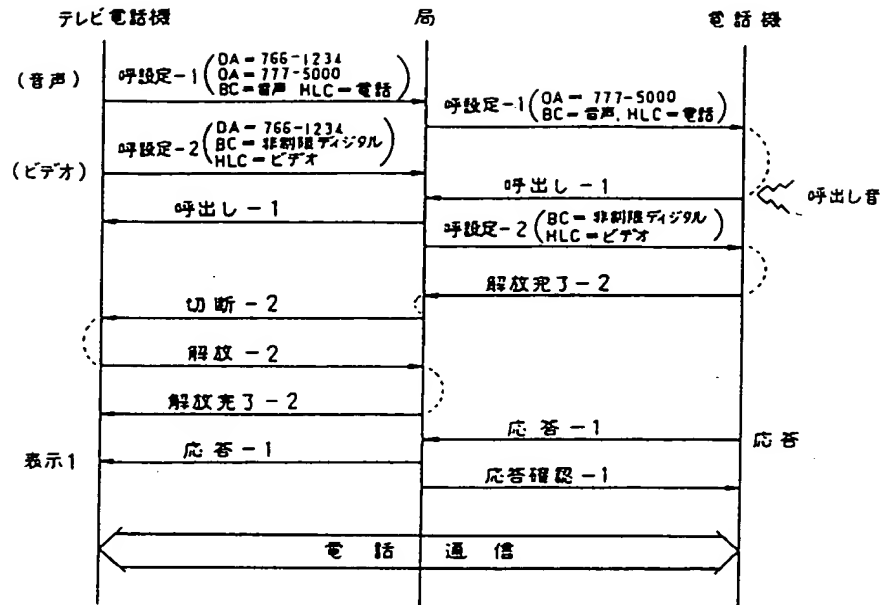 テレビ電話機
局
電話機
(音声)
呼設定-1
DA=766-1234
OA=777-5000
BC=音声 HLC=電話
呼設定-1
OA=777-5000
BC=音声,HLC=電話
(ビデオ)
呼設定-2
DA=766-1234
BC=非制限ディジタル
HLC=ビデオ
呼出し-1
呼出し音
呼出し-1
呼設定-2
BC=非制限ディジタル
HLC=ビデオ
解放完了-2
切断-2
解放-2
解放完了-2
応答-1
応答
表示1
応答-1
応答確認-1
電話通信